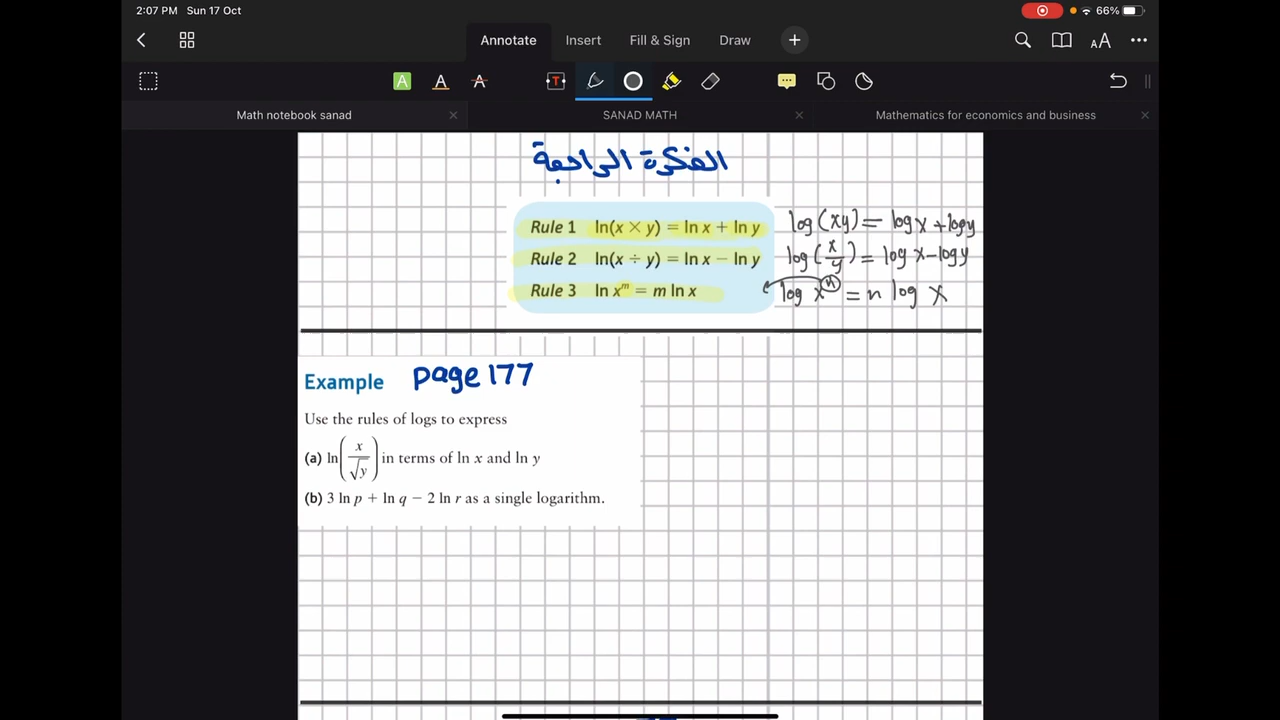 2:07 PM Sun 17 Oct 66%
Annotate Insert Fill & Sign Draw
Math notebook sanad SANAD MATH Mathematics for economics and business
الفكرة الرابعة
Rule 1 ln(x × y) = ln x + ln y
log(xy) = log x + log y
Rule 2 ln(x ÷ y) = ln x − ln y
log(x/y) = log x − log y
Rule 3 ln xᵐ = m ln x
log xⁿ = n log x
Example page 177
Use the rules of logs to express
(a) ln(x/√y) in terms of ln x and ln y
(b) 3 ln p + ln q − 2 ln r as a single logarithm.